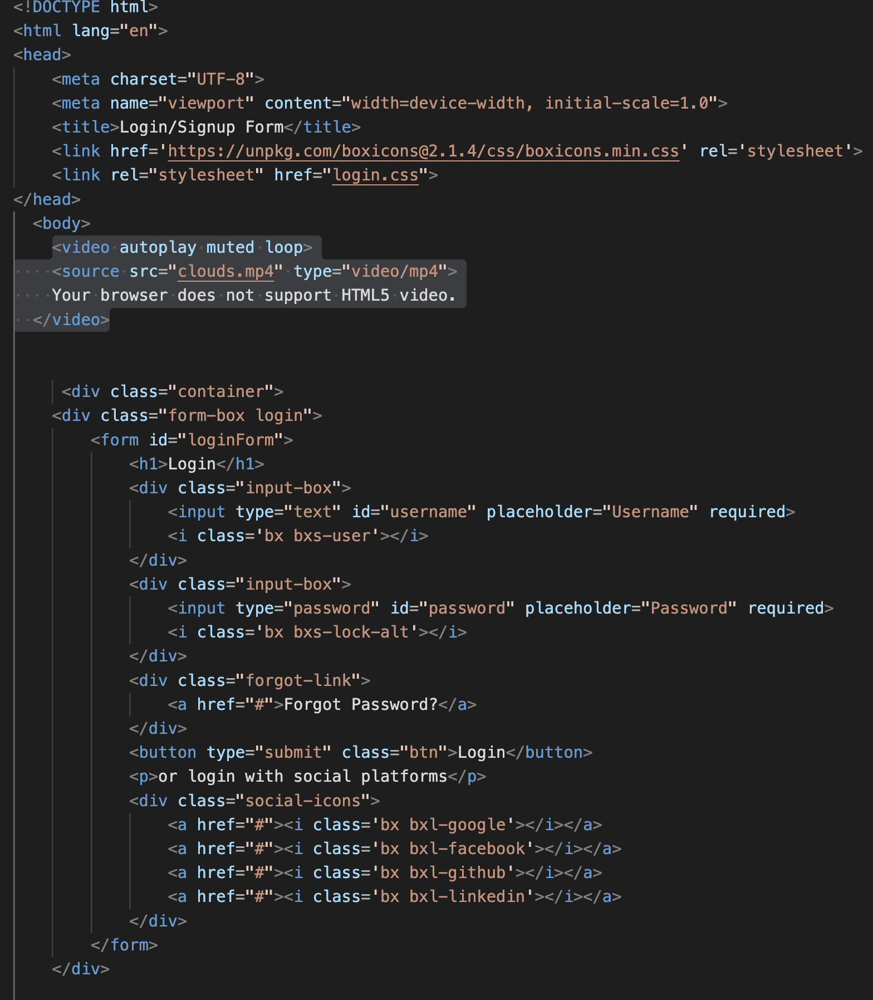 <!DOCTYPE html>
<html lang="en">
<head>
    <meta charset="UTF-8">
    <meta name="viewport" content="width=device-width, initial-scale=1.0">
    <title>Login/Signup Form</title>
    <link href='https://unpkg.com/boxicons@2.1.4/css/boxicons.min.css' rel='stylesheet'>
    <link rel="stylesheet" href="login.css">
</head>
  <body>
    <video autoplay muted loop>
    <source src="clouds.mp4" type="video/mp4">
    Your browser does not support HTML5 video.
  </video>
     <div class="container">
    <div class="form-box login">
        <form id="loginForm">
            <h1>Login</h1>
            <div class="input-box">
                <input type="text" id="username" placeholder="Username" required>
                <i class='bx bxs-user'></i>
            </div>
            <div class="input-box">
                <input type="password" id="password" placeholder="Password" required>
                <i class='bx bxs-lock-alt'></i>
            </div>
            <div class="forgot-link">
                <a href="#">Forgot Password?</a>
            </div>
            <button type="submit" class="btn">Login</button>
            <p>or login with social platforms</p>
            <div class="social-icons">
                <a href="#"><i class='bx bxl-google'></i></a>
                <a href="#"><i class='bx bxl-facebook'></i></a>
                <a href="#"><i class='bx bxl-github'></i></a>
                <a href="#"><i class='bx bxl-linkedin'></i></a>
            </div>
        </form>
    </div>